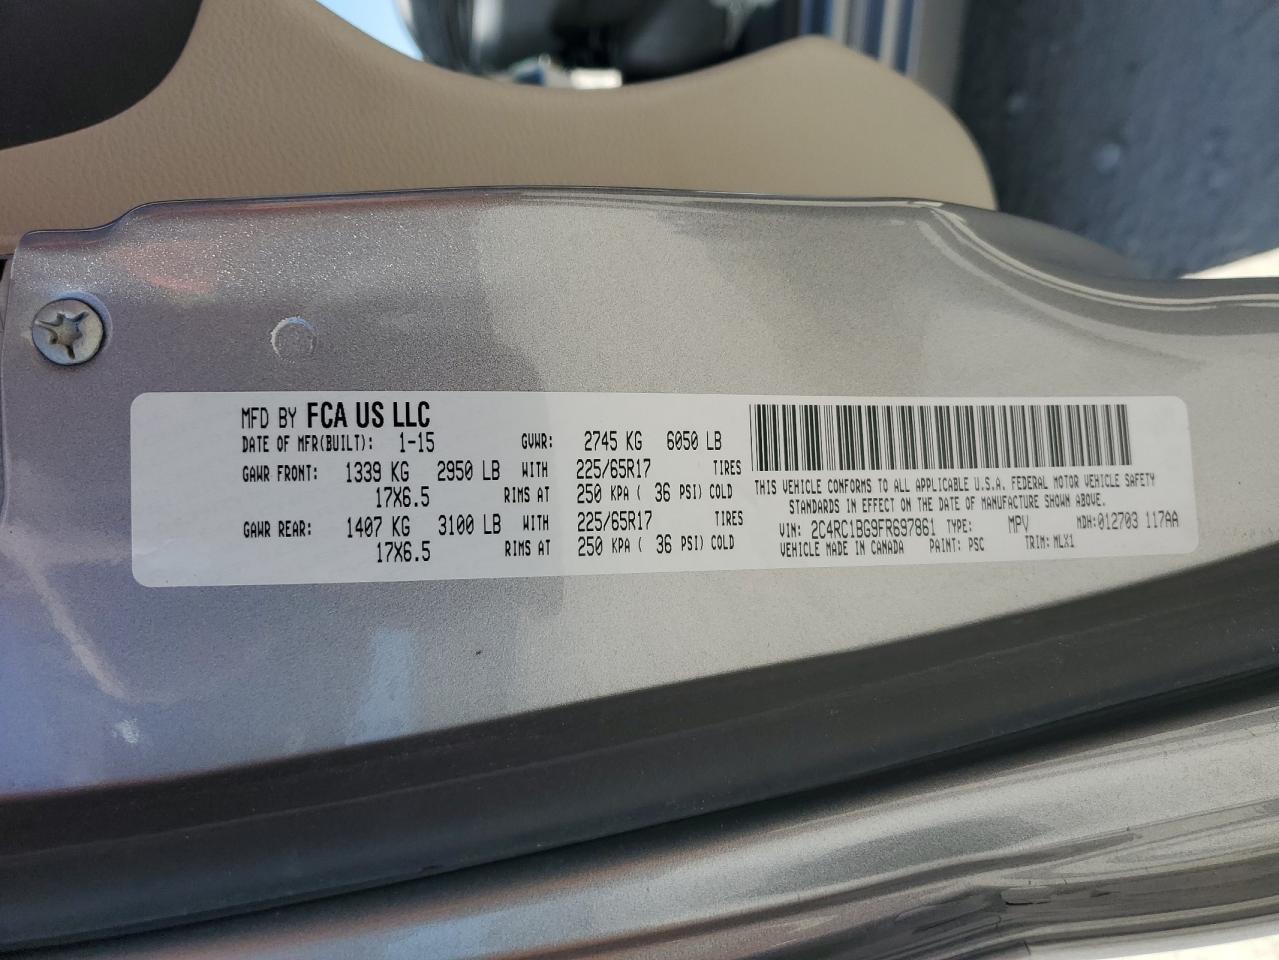 MFD BY FCA US LLC
DATE OF MFR(BUILT): 1-15 GVWR: 2745 KG 6050 LB
GAWR FRONT: 1339 KG 2950 LB WITH 225/65R17 TIRES
17X6.5 RIMS AT 250 KPA ( 36 PSI) COLD
GAWR REAR: 1407 KG 3100 LB WITH 225/65R17 TIRES
17X6.5 RIMS AT 250 KPA ( 36 PSI) COLD
THIS VEHICLE CONFORMS TO ALL APPLICABLE U.S.A. FEDERAL MOTOR VEHICLE SAFETY
STANDARDS IN EFFECT ON THE DATE OF MANUFACTURE SHOWN ABOVE.
VIN: 2C4RC1BG9FR697861 TYPE: MPV MDH:012703 117AA
VEHICLE MADE IN CANADA PAINT: PSC TRIM: MLX1